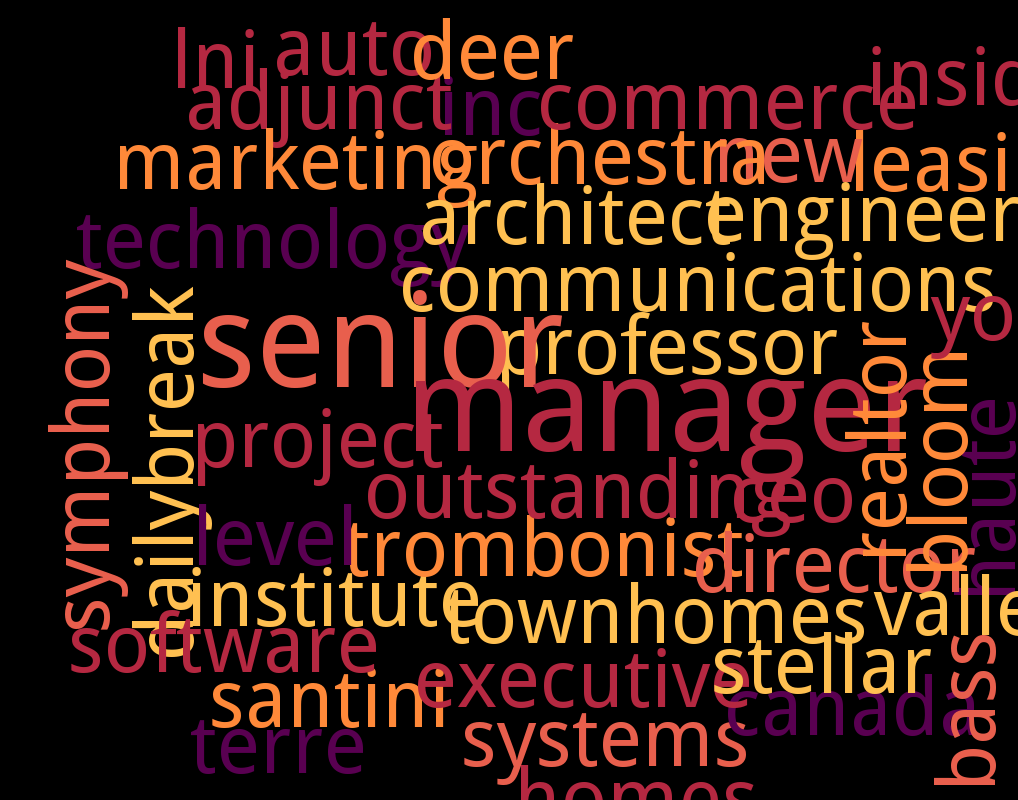 Ini
auto
deer
insid
adjunct
inc
commerce
marketing
orchestra
new
leasi
technology
architect
engineer
communications
symphony
dailybreak
senior
professor
yo
manager
realtor
bloom
haute
project
outstanding
ceo
level
trombonist
director
institute
townhomes
valle
software
executive
stellar
bass
santini
canada
terre
systems
homes